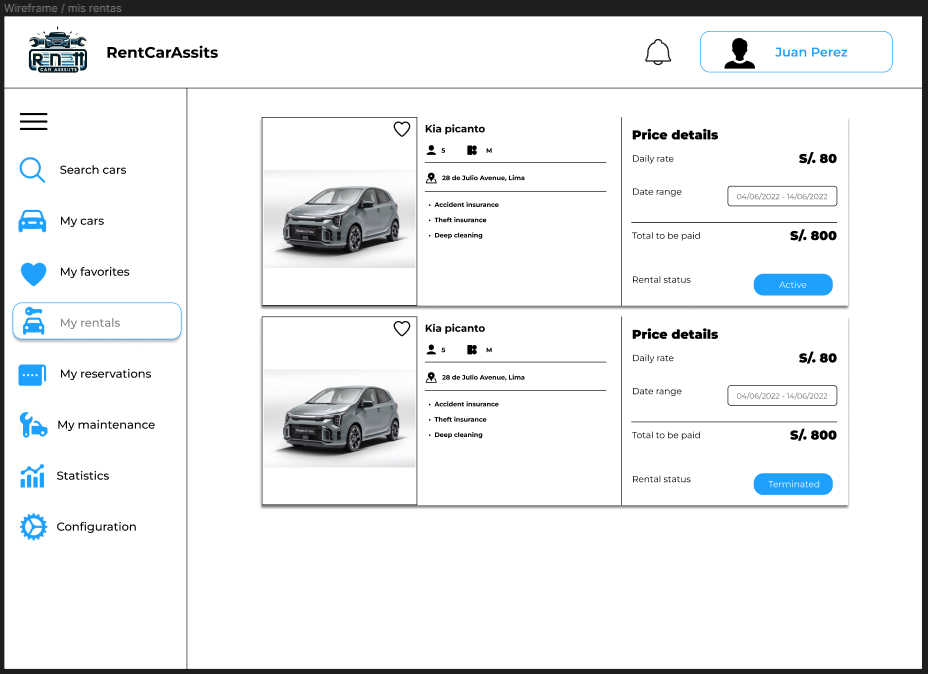 Wireframe / mis rentas
CAR ASSSITS
RentCarAssits
Juan Perez
Search cars
My cars
My favorites
My rentals
My reservations
My maintenance
Statistics
Configuration
Kia picanto
5 M
28 de Julio Avenue, Lima
• Accident insurance
• Theft insurance
• Deep cleaning
Price details
Daily rate S/. 80
Date range 04/06/2022 - 14/06/2022
Total to be paid S/. 800
Rental status Active
Kia picanto
5 M
28 de Julio Avenue, Lima
• Accident insurance
• Theft insurance
• Deep cleaning
Price details
Daily rate S/. 80
Date range 04/06/2022 - 14/06/2022
Total to be paid S/. 800
Rental status Terminated